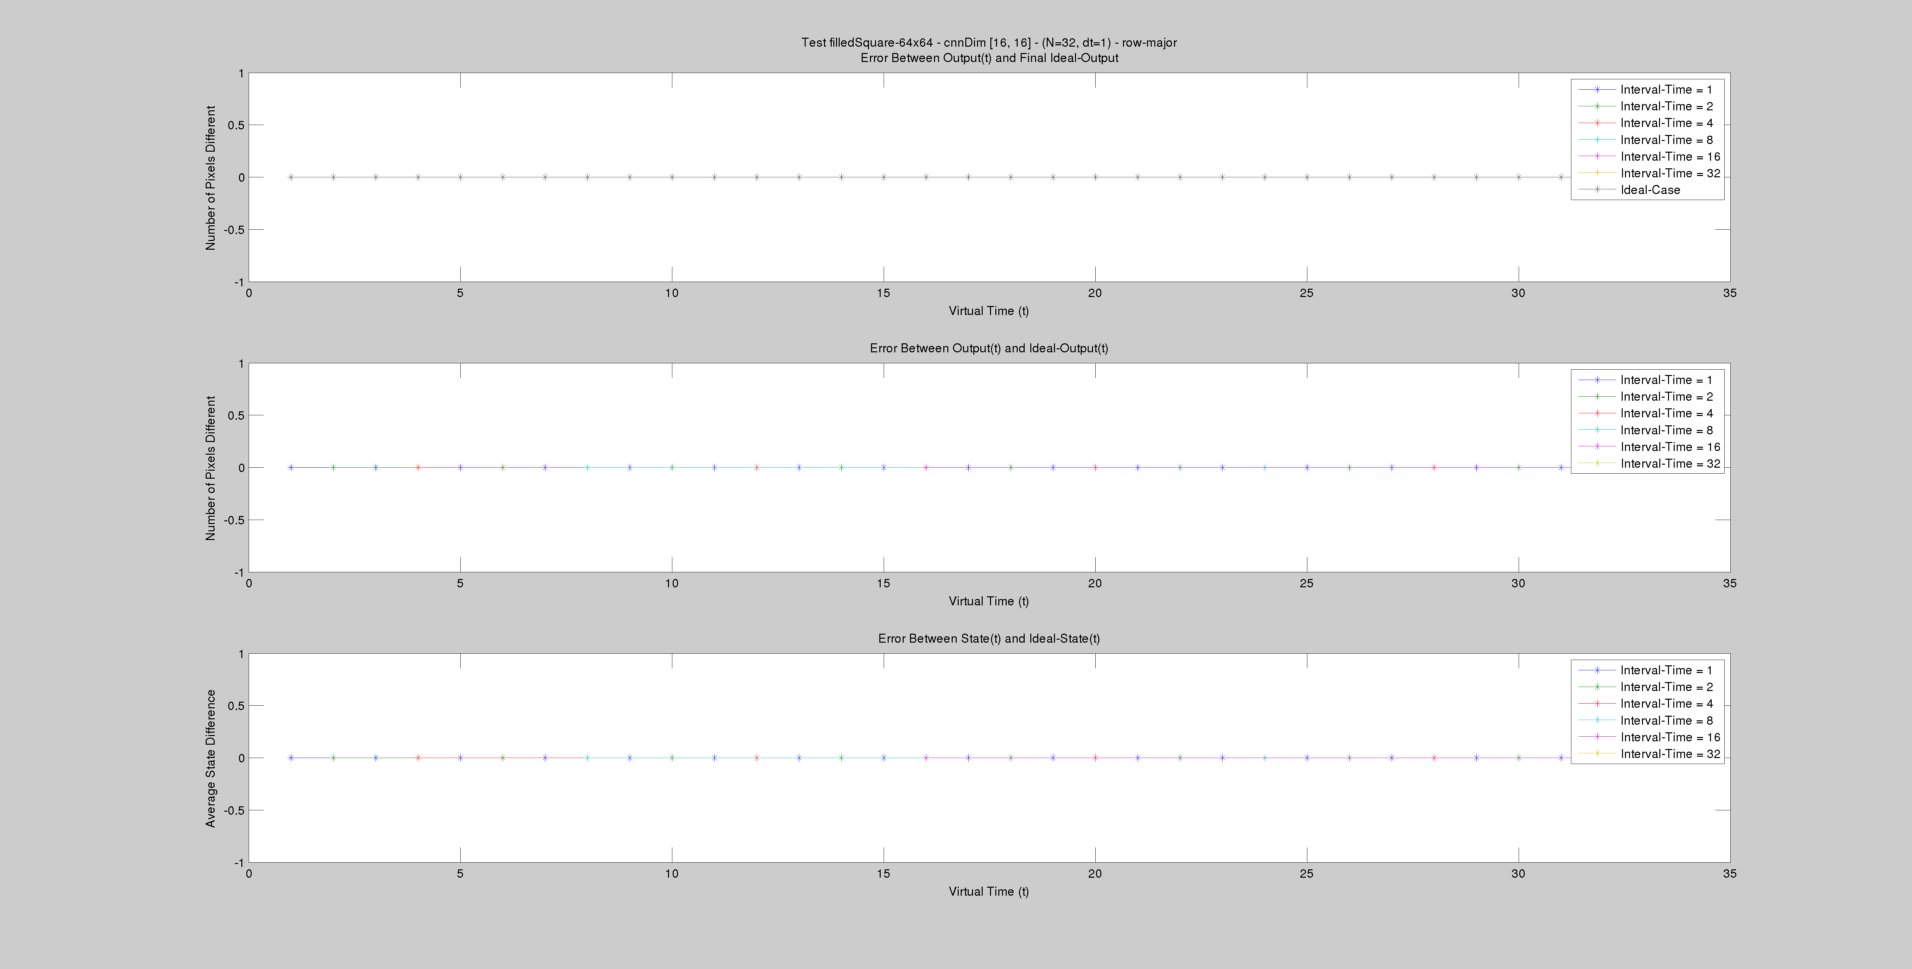 Test filledSquare-64x64 - cnnDim [16, 16] - (N=32, dt=1) - row-major
Error Between Output(t) and Final Ideal-Output
Number of Pixels Different
1
0.5
0
-0.5
-1
0 5 10 15 20 25 30 35
Virtual Time (t)
Interval-Time = 1
Interval-Time = 2
Interval-Time = 4
Interval-Time = 8
Interval-Time = 16
Interval-Time = 32
Ideal-Case
Error Between Output(t) and Ideal-Output(t)
Number of Pixels Different
1
0.5
0
-0.5
-1
0 5 10 15 20 25 30 35
Virtual Time (t)
Interval-Time = 1
Interval-Time = 2
Interval-Time = 4
Interval-Time = 8
Interval-Time = 16
Interval-Time = 32
Error Between State(t) and Ideal-State(t)
Average State Difference
1
0.5
0
-0.5
-1
0 5 10 15 20 25 30 35
Virtual Time (t)
Interval-Time = 1
Interval-Time = 2
Interval-Time = 4
Interval-Time = 8
Interval-Time = 16
Interval-Time = 32